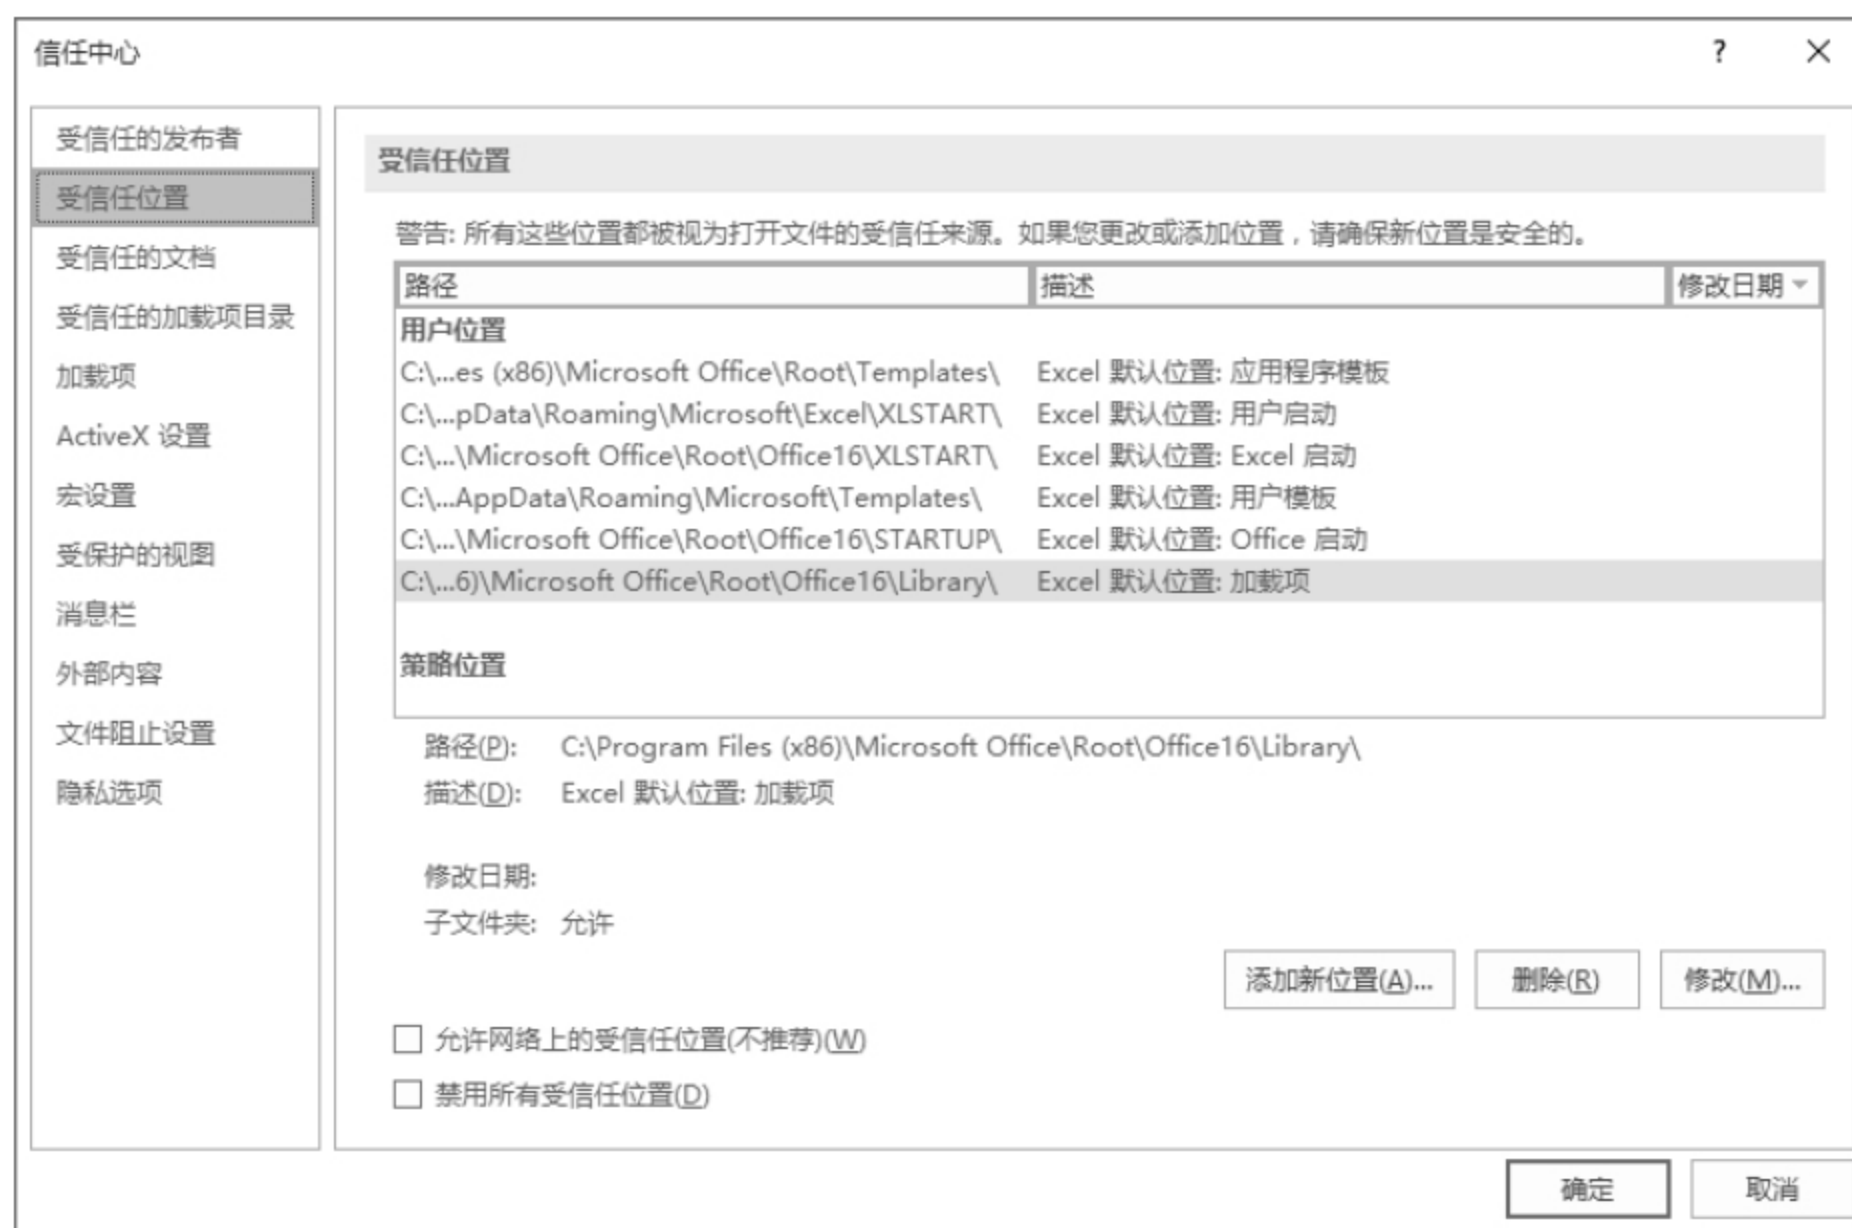 信任中心
受信任的发布者
受信任位置
受信任的文档
受信任的加载项目录
加载项
ActiveX 设置
宏设置
受保护的视图
消息栏
外部内容
文件阻止设置
隐私选项
受信任位置
警告: 所有这些位置都被视为打开文件的受信任来源。如果您更改或添加位置，请确保新位置是安全的。
路径 描述 修改日期
用户位置
C:\...es (x86)\Microsoft Office\Root\Templates\ Excel 默认位置: 应用程序模板
C:\...pData\Roaming\Microsoft\Excel\XLSTART\ Excel 默认位置: 用户启动
C:\...\Microsoft Office\Root\Office16\XLSTART\ Excel 默认位置: Excel 启动
C:\...AppData\Roaming\Microsoft\Templates\ Excel 默认位置: 用户模板
C:\...\Microsoft Office\Root\Office16\STARTUP\ Excel 默认位置: Office 启动
C:\...6)\Microsoft Office\Root\Office16\Library\ Excel 默认位置: 加载项
策略位置
路径(P): C:\Program Files (x86)\Microsoft Office\Root\Office16\Library\
描述(D): Excel 默认位置: 加载项
修改日期:
子文件夹: 允许
添加新位置(A)... 删除(R) 修改(M)...
允许网络上的受信任位置(不推荐)(W)
禁用所有受信任位置(D)
确定 取消